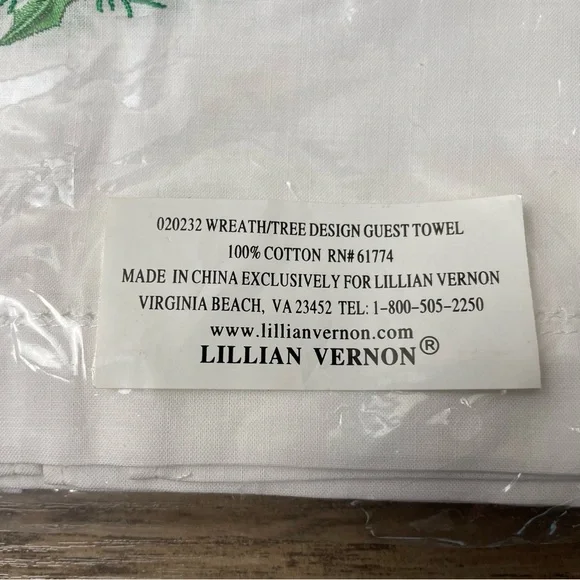 020232 WREATH/TREE DESIGN GUEST TOWEL
100% COTTON RN# 61774
MADE IN CHINA EXCLUSIVELY FOR LILLIAN VERNON
VIRGINIA BEACH, VA 23452 TEL: 1-800-505-2250
www.lillianvernon.com
LILLIAN VERNON®